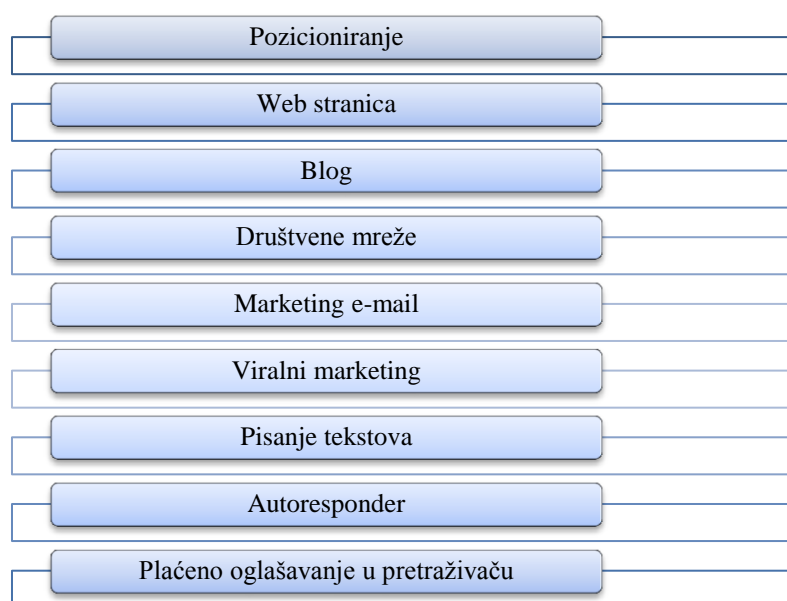 Pozicioniranje
Web stranica
Blog
Društvene mreže
Marketing e-mail
Viralni marketing
Pisanje tekstova
Autoresponder
Plaćeno oglašavanje u pretraživaču